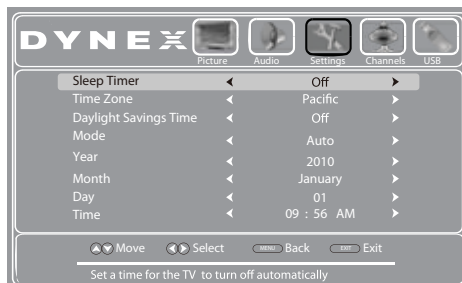 DYNEX
Picture Audio Settings Channels USB
Sleep Timer Off
Time Zone Pacific
Daylight Savings Time Off
Mode Auto
Year 2010
Month January
Day 01
Time 09 : 56 AM
Move Select MENU Back EXIT Exit
Set a time for the TV to turn off automatically